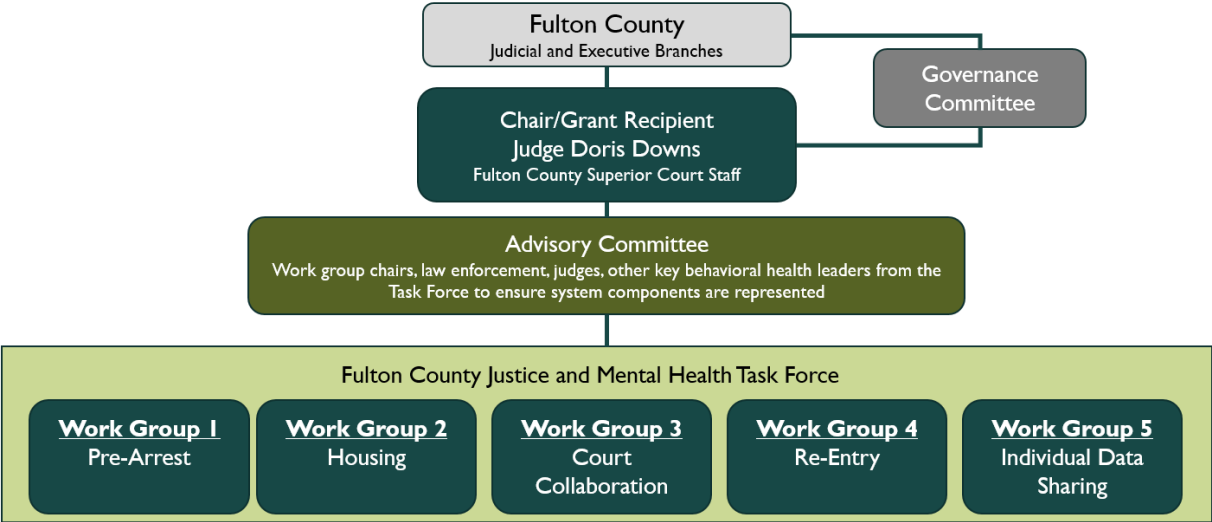 Fulton County
Judicial and Executive Branches
Governance
Committee
Chair/Grant Recipient
Judge Doris Downs
Fulton County Superior Court Staff
Advisory Committee
Work group chairs, law enforcement, judges, other key behavioral health leaders from the
Task Force to ensure system components are represented
Fulton County Justice and Mental Health Task Force
Work Group 1
Pre-Arrest
Work Group 2
Housing
Work Group 3
Court
Collaboration
Work Group 4
Re-Entry
Work Group 5
Individual Data
Sharing